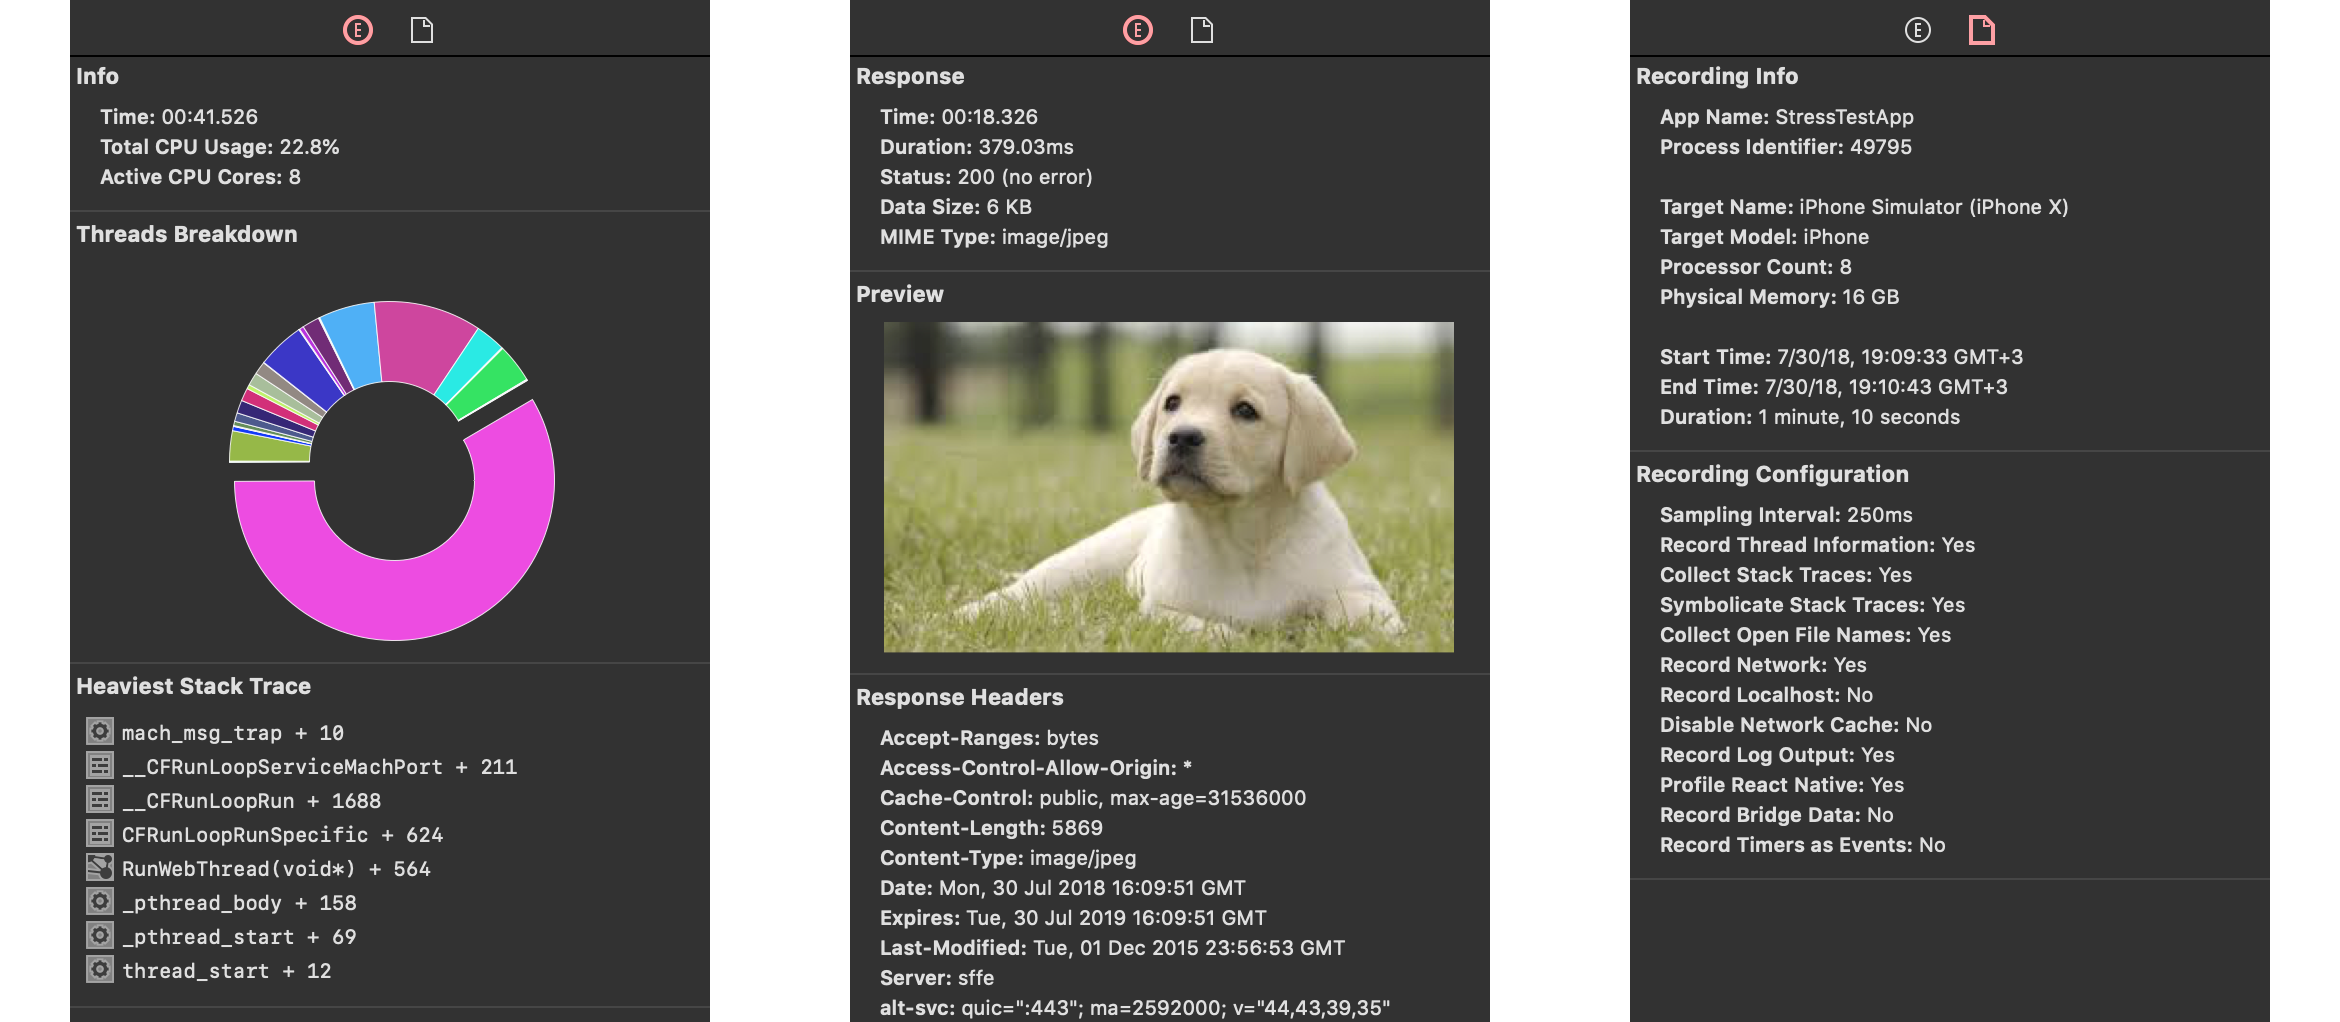 E
Info
Time: 00:41.526
Total CPU Usage: 22.8%
Active CPU Cores: 8
Threads Breakdown
Heaviest Stack Trace
mach_msg_trap + 10
__CFRunLoopServiceMachPort + 211
__CFRunLoopRun + 1688
CFRunLoopRunSpecific + 624
RunWebThread(void*) + 564
_pthread_body + 158
_pthread_start + 69
thread_start + 12
E
Response
Time: 00:18.326
Duration: 379.03ms
Status: 200 (no error)
Data Size: 6 KB
MIME Type: image/jpeg
Preview
Response Headers
Accept-Ranges: bytes
Access-Control-Allow-Origin: *
Cache-Control: public, max-age=31536000
Content-Length: 5869
Content-Type: image/jpeg
Date: Mon, 30 Jul 2018 16:09:51 GMT
Expires: Tue, 30 Jul 2019 16:09:51 GMT
Last-Modified: Tue, 01 Dec 2015 23:56:53 GMT
Server: sffe
alt-svc: quic=":443"; ma=2592000; v="44,43,39,35"
E
Recording Info
App Name: StressTestApp
Process Identifier: 49795
Target Name: iPhone Simulator (iPhone X)
Target Model: iPhone
Processor Count: 8
Physical Memory: 16 GB
Start Time: 7/30/18, 19:09:33 GMT+3
End Time: 7/30/18, 19:10:43 GMT+3
Duration: 1 minute, 10 seconds
Recording Configuration
Sampling Interval: 250ms
Record Thread Information: Yes
Collect Stack Traces: Yes
Symbolicate Stack Traces: Yes
Collect Open File Names: Yes
Record Network: Yes
Record Localhost: No
Disable Network Cache: No
Record Log Output: Yes
Profile React Native: Yes
Record Bridge Data: No
Record Timers as Events: No